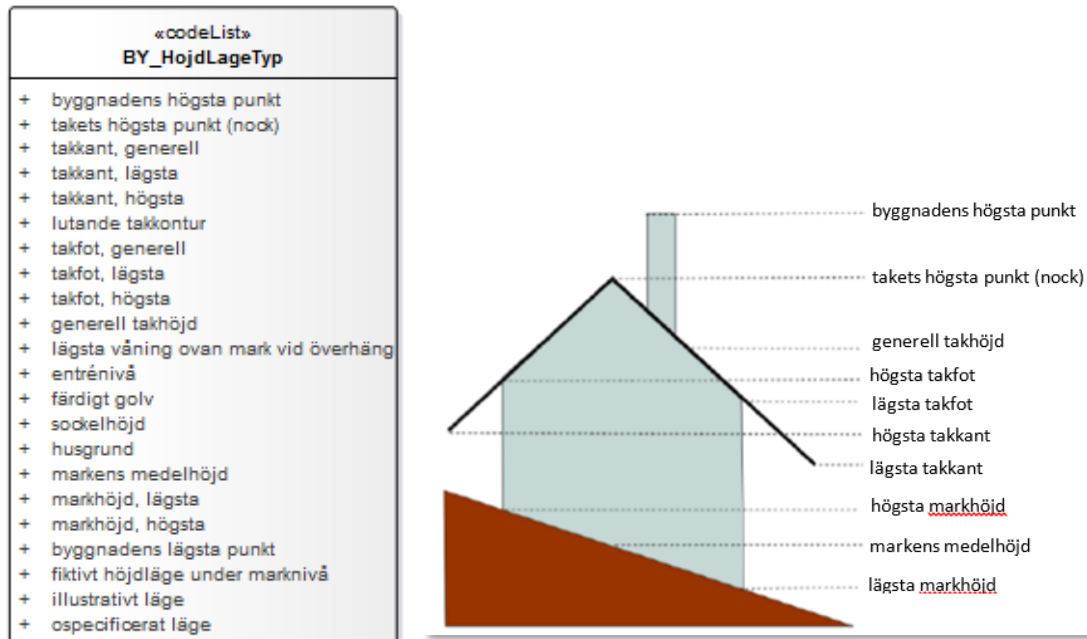 «codeList»
BY_HojdLageTyp
+ byggnadens högsta punkt
+ takets högsta punkt (nock)
+ takkant, generell
+ takkant, lägsta
+ takkant, högsta
+ lutande takkontur
+ takfot, generell
+ takfot, lägsta
+ takfot, högsta
+ generell takhöjd
+ lägsta våning ovan mark vid överhäng
+ entrénivå
+ färdigt golv
+ sockelhöjd
+ husgrund
+ markens medelhöjd
+ markhöjd, lägsta
+ markhöjd, högsta
+ byggnadens lägsta punkt
+ fiktivt höjdläge under marknivå
+ illustrativt läge
+ ospecificerat läge
byggnadens högsta punkt
takets högsta punkt (nock)
generell takhöjd
högsta takfot
lägsta takfot
högsta takkant
lägsta takkant
högsta markhöjd
markens medelhöjd
lägsta markhöjd